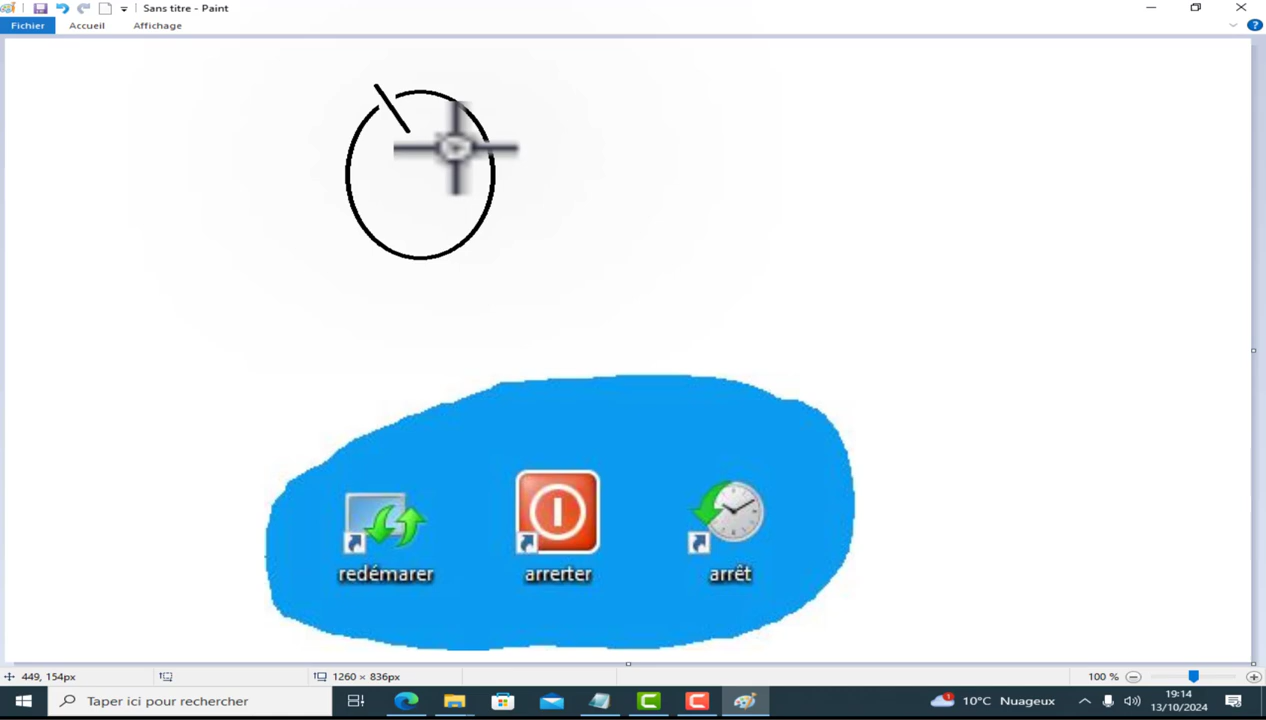 Sans titre - Paint
Fichier Accueil Affichage
redémarer arrerter arrêt
449, 154px 1260 × 836px 100 %
Taper ici pour rechercher 1 10°C Nuageux 19:14
13/10/2024